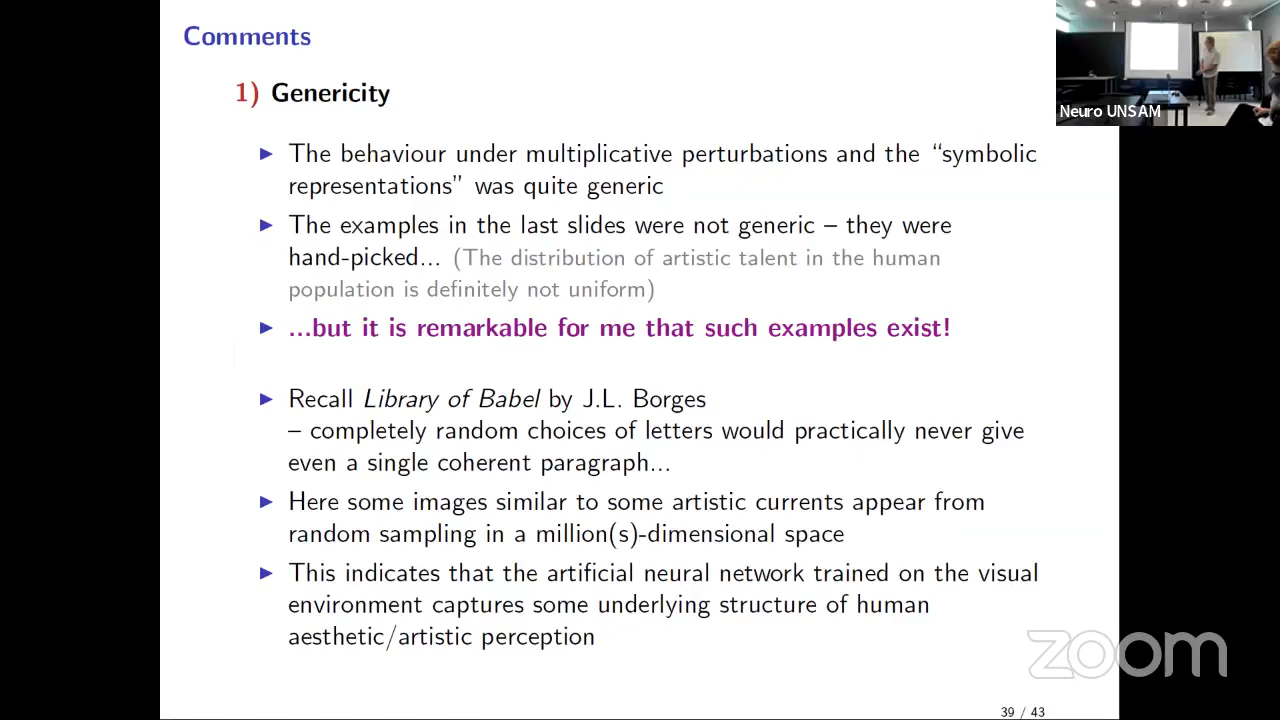 Comments
1) Genericity
► The behaviour under multiplicative perturbations and the “symbolic
representations” was quite generic
► The examples in the last slides were not generic – they were
hand-picked... (The distribution of artistic talent in the human
population is definitely not uniform)
► ...but it is remarkable for me that such examples exist!
► Recall Library of Babel by J.L. Borges
– completely random choices of letters would practically never give
even a single coherent paragraph...
► Here some images similar to some artistic currents appear from
random sampling in a million(s)-dimensional space
► This indicates that the artificial neural network trained on the visual
environment captures some underlying structure of human
aesthetic/artistic perception
39 / 43
Neuro UNSAM
zoom